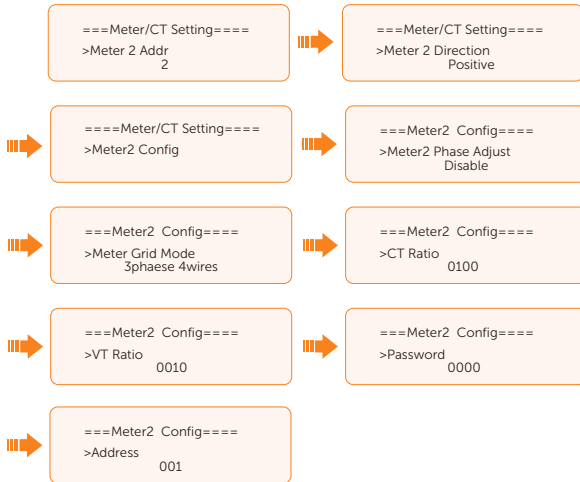 ===Meter/CT Setting====
>Meter 2 Addr
2
===Meter/CT Setting====
>Meter 2 Direction
Positive
====Meter/CT Setting====
>Meter2 Config
===Meter2 Config====
>Meter2 Phase Adjust
Disable
===Meter2 Config====
>Meter Grid Mode
3phaese 4wires
===Meter2 Config====
>CT Ratio
0100
===Meter2 Config====
>VT Ratio
0010
===Meter2 Config====
>Password
0000
===Meter2 Config====
>Address
001